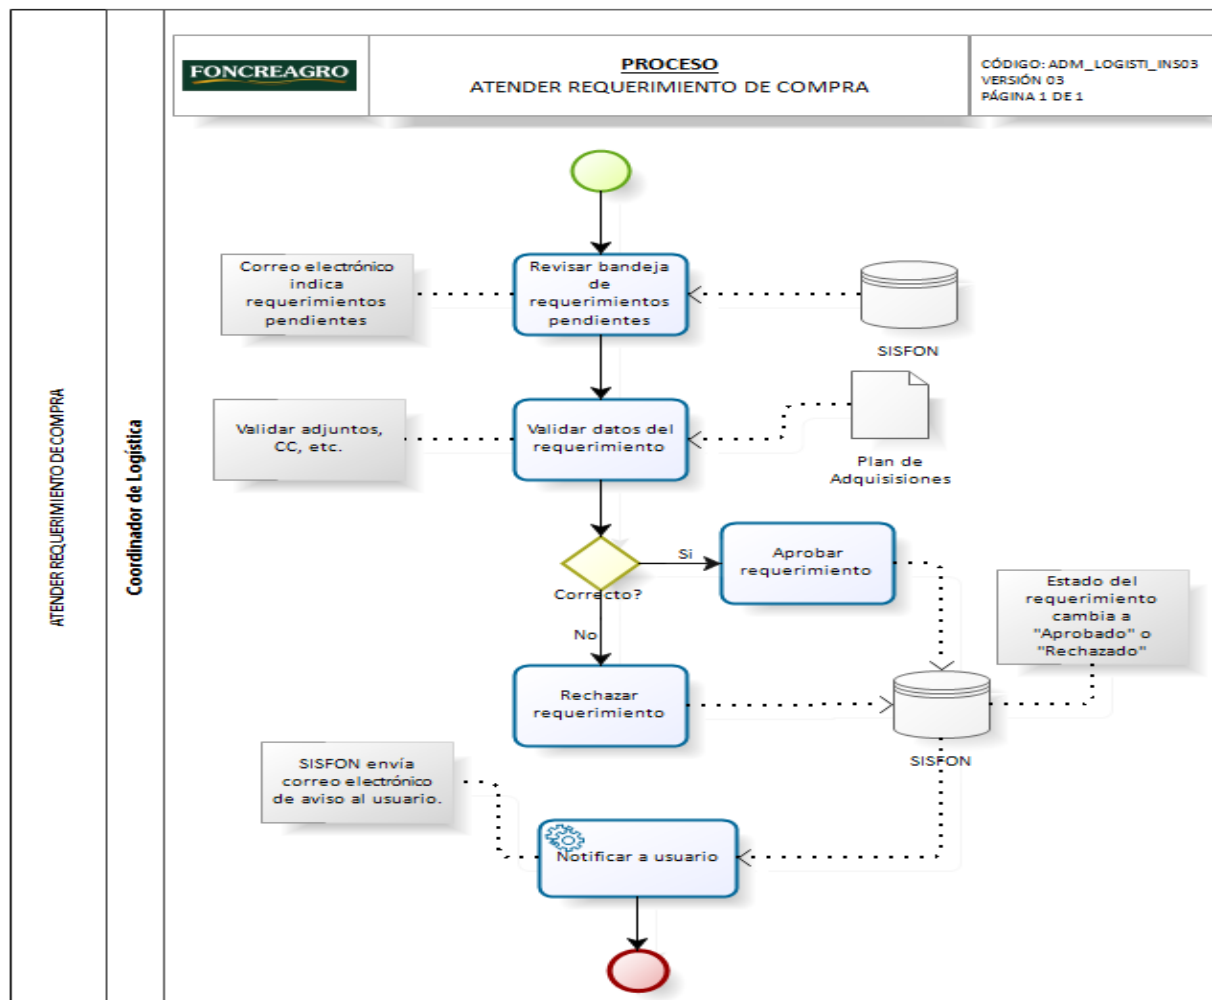 ATENDER REQUERIMIENTO DE COMPRA
Coordinador de Logística
FONCREAGRO
PROCESO
ATENDER REQUERIMIENTO DE COMPRA
CÓDIGO: ADM_LOGISTI_INS03
VERSIÓN 03
PÁGINA 1 DE 1
Correo electrónico
indica
requerimientos
pendientes
Revisar bandeja
de
requerimientos
pendientes
SISFON
Validar adjuntos,
CC, etc.
Validar datos del
requerimiento
Plan de
Adquisisiones
Correcto?
Si
Aprobar
requerimiento
Estado del
requerimiento
cambia a
"Aprobado" o
"Rechazado"
No
Rechazar
requerimiento
SISFON
SISFON envía
correo electrónico
de aviso al usuario.
Notificar a usuario